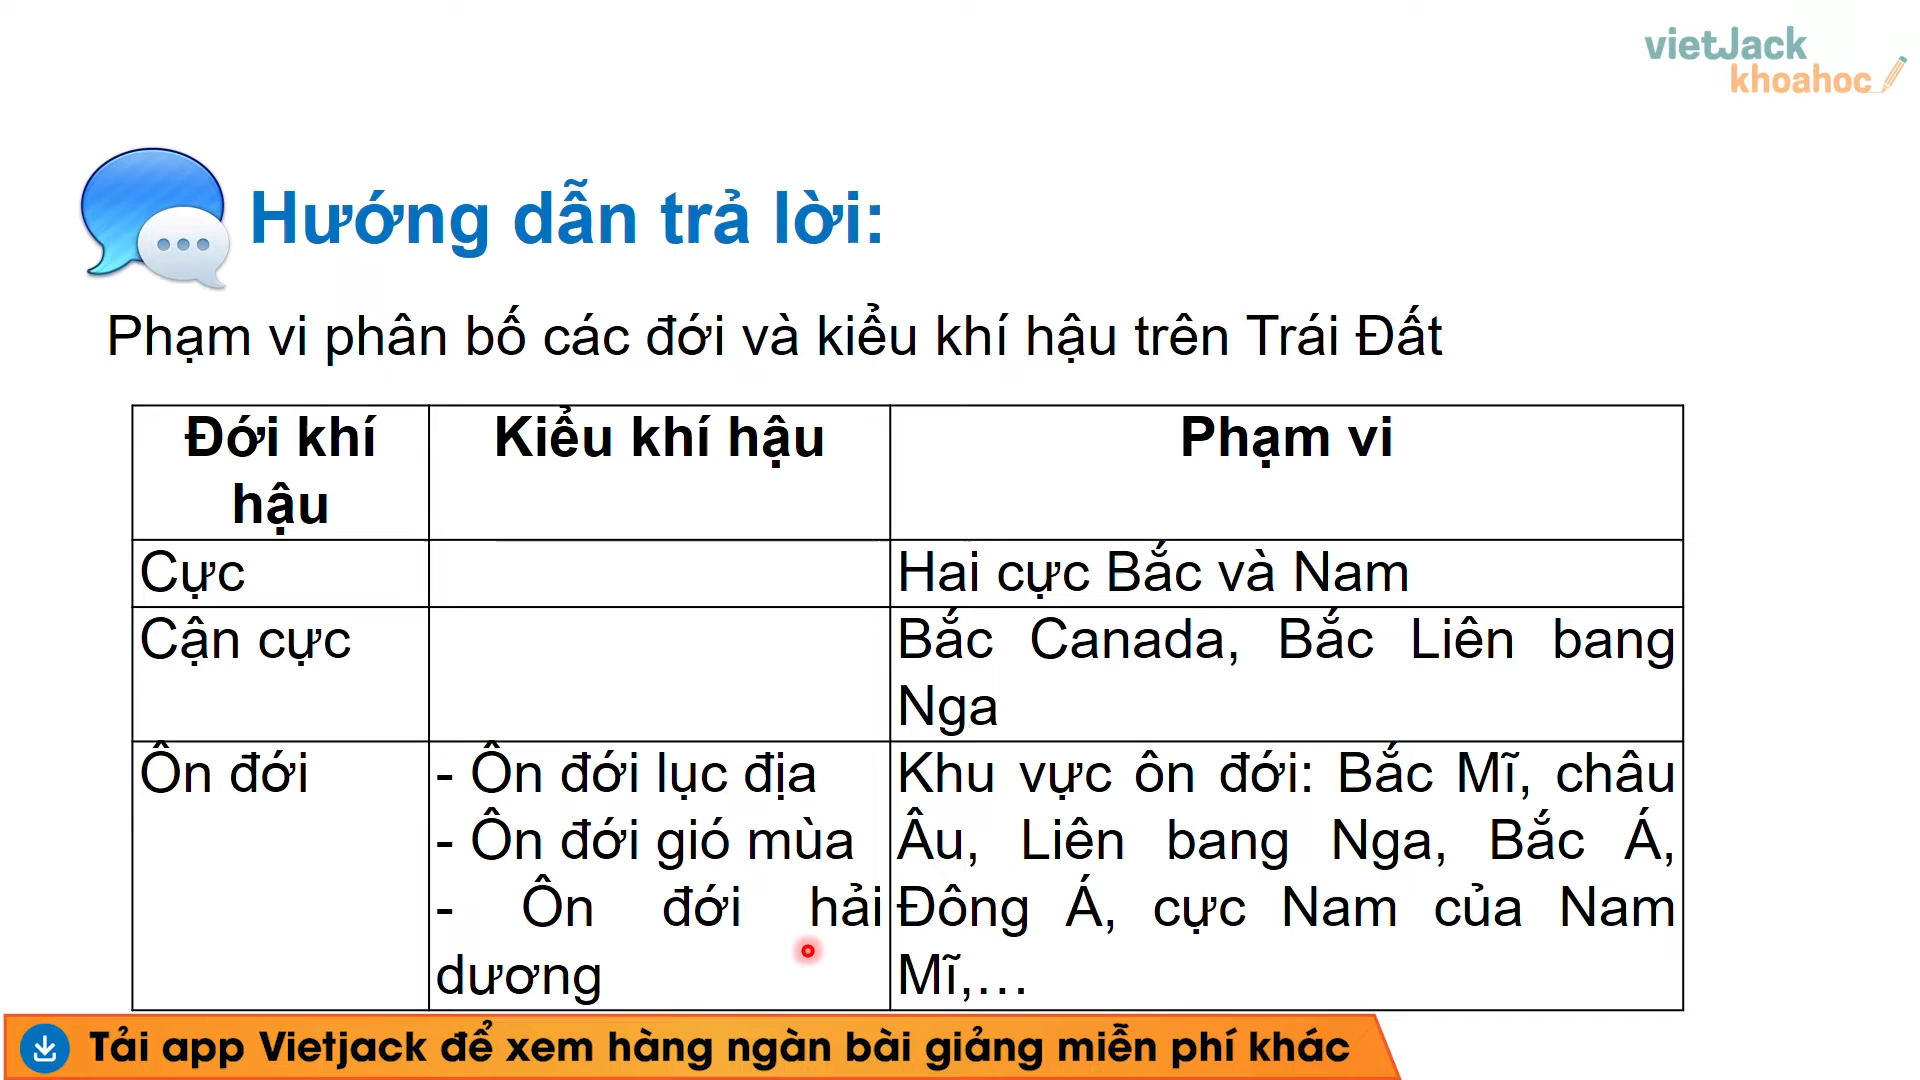 vietJack
khoahoc
Hướng dẫn trả lời:
Phạm vi phân bố các đới và kiểu khí hậu trên Trái Đất
Đới khí
hậu
Kiểu khí hậu
Phạm vi
Cực
Hai cực Bắc và Nam
Cận cực
Bắc Canada, Bắc Liên bang
Nga
Ôn đới
- Ôn đới lục địa
- Ôn đới gió mùa
- Ôn đới hải
dương
Khu vực ôn đới: Bắc Mĩ, châu
Âu, Liên bang Nga, Bắc Á,
Đông Á, cực Nam của Nam
Mĩ,…
Tải app Vietjack để xem hàng ngàn bài giảng miễn phí khác